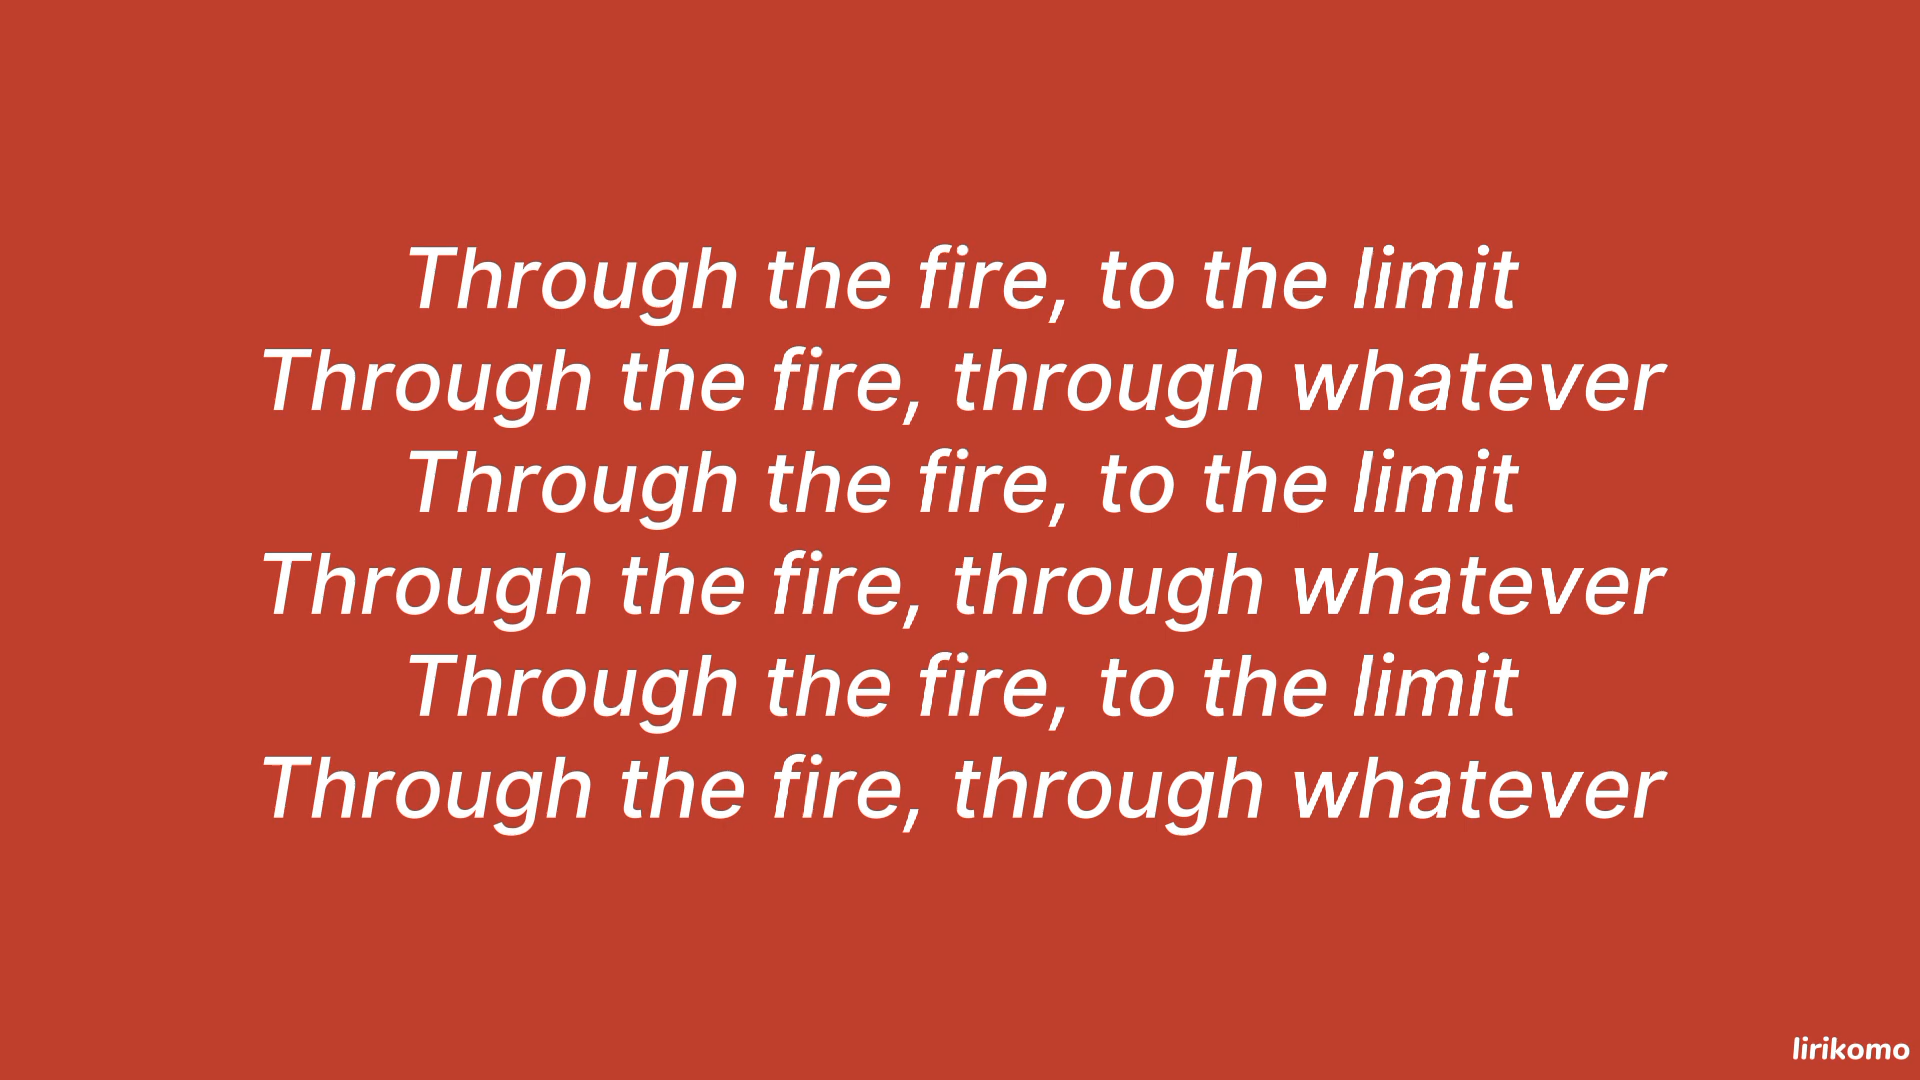 Through the fire, to the limit
Through the fire, through whatever
Through the fire, to the limit
Through the fire, through whatever
Through the fire, to the limit
Through the fire, through whatever
lirikomo